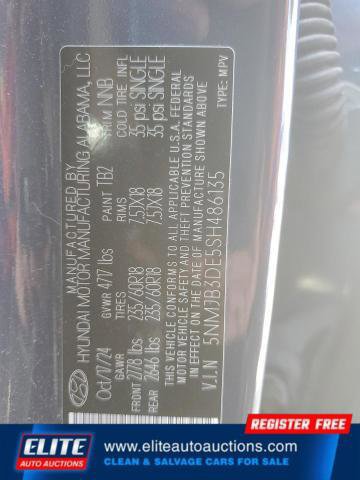 MANUFACTURED BY
HYUNDAI MOTOR MANUFACTURING ALABAMA, LLC
Oct/17/24 GVWR 4717 lbs PAINT TB2 TRIM NNB
GAWR TIRES RIMS COLD TIRE INFL
FRONT 2778 lbs 235/60R18 7.5JX18 35 psi SINGLE
REAR 2646 lbs 235/60R18 7.5JX18 35 psi SINGLE
THIS VEHICLE CONFORMS TO ALL APPLICABLE U.S.A. FEDERAL
MOTOR VEHICLE SAFETY, BUMPER, AND THEFT PREVENTION STANDARDS
IN EFFECT ON THE DATE OF MANUFACTURE SHOWN ABOVE.
V.I.N 5NMJB3DE5SH486135 TYPE: MPV
REGISTER FREE
ELITE
AUTO AUCTIONS
www.eliteautoauctions.com
CLEAN & SALVAGE CARS FOR SALE